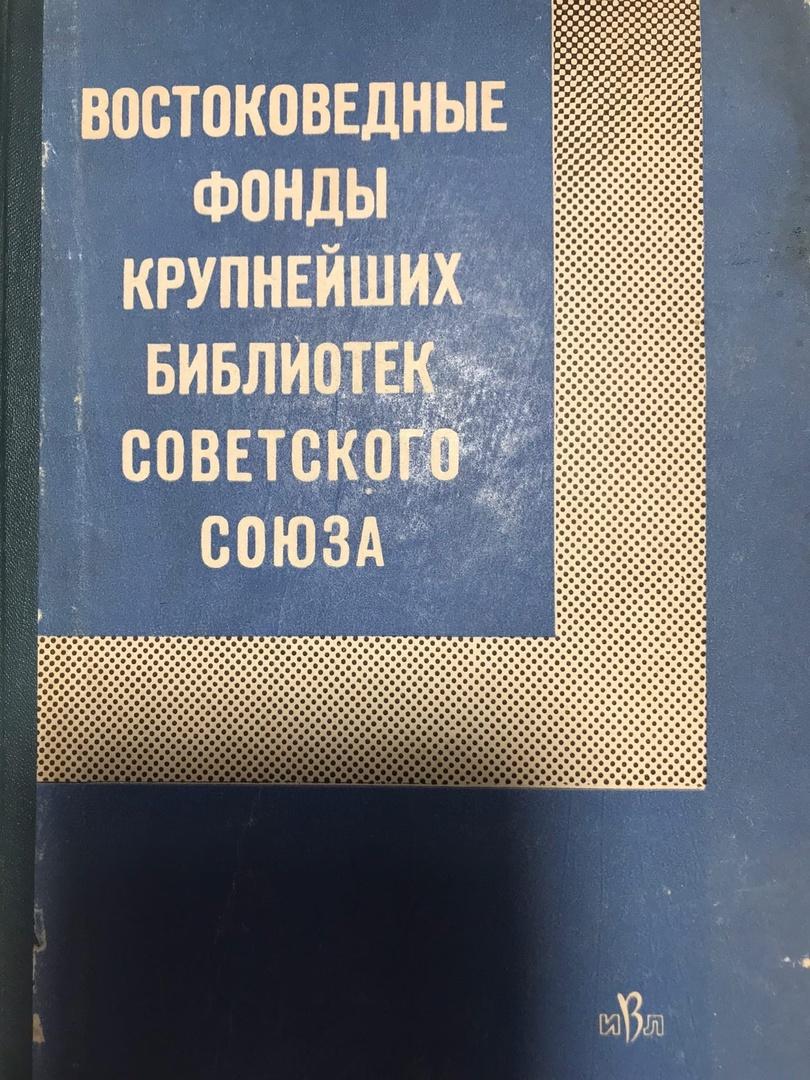 ВОСТОКОВЕДНЫЕ
ФОНДЫ
КРУПНЕЙШИХ
БИБЛИОТЕК
СОВЕТСКОГО
СОЮЗА
иВл